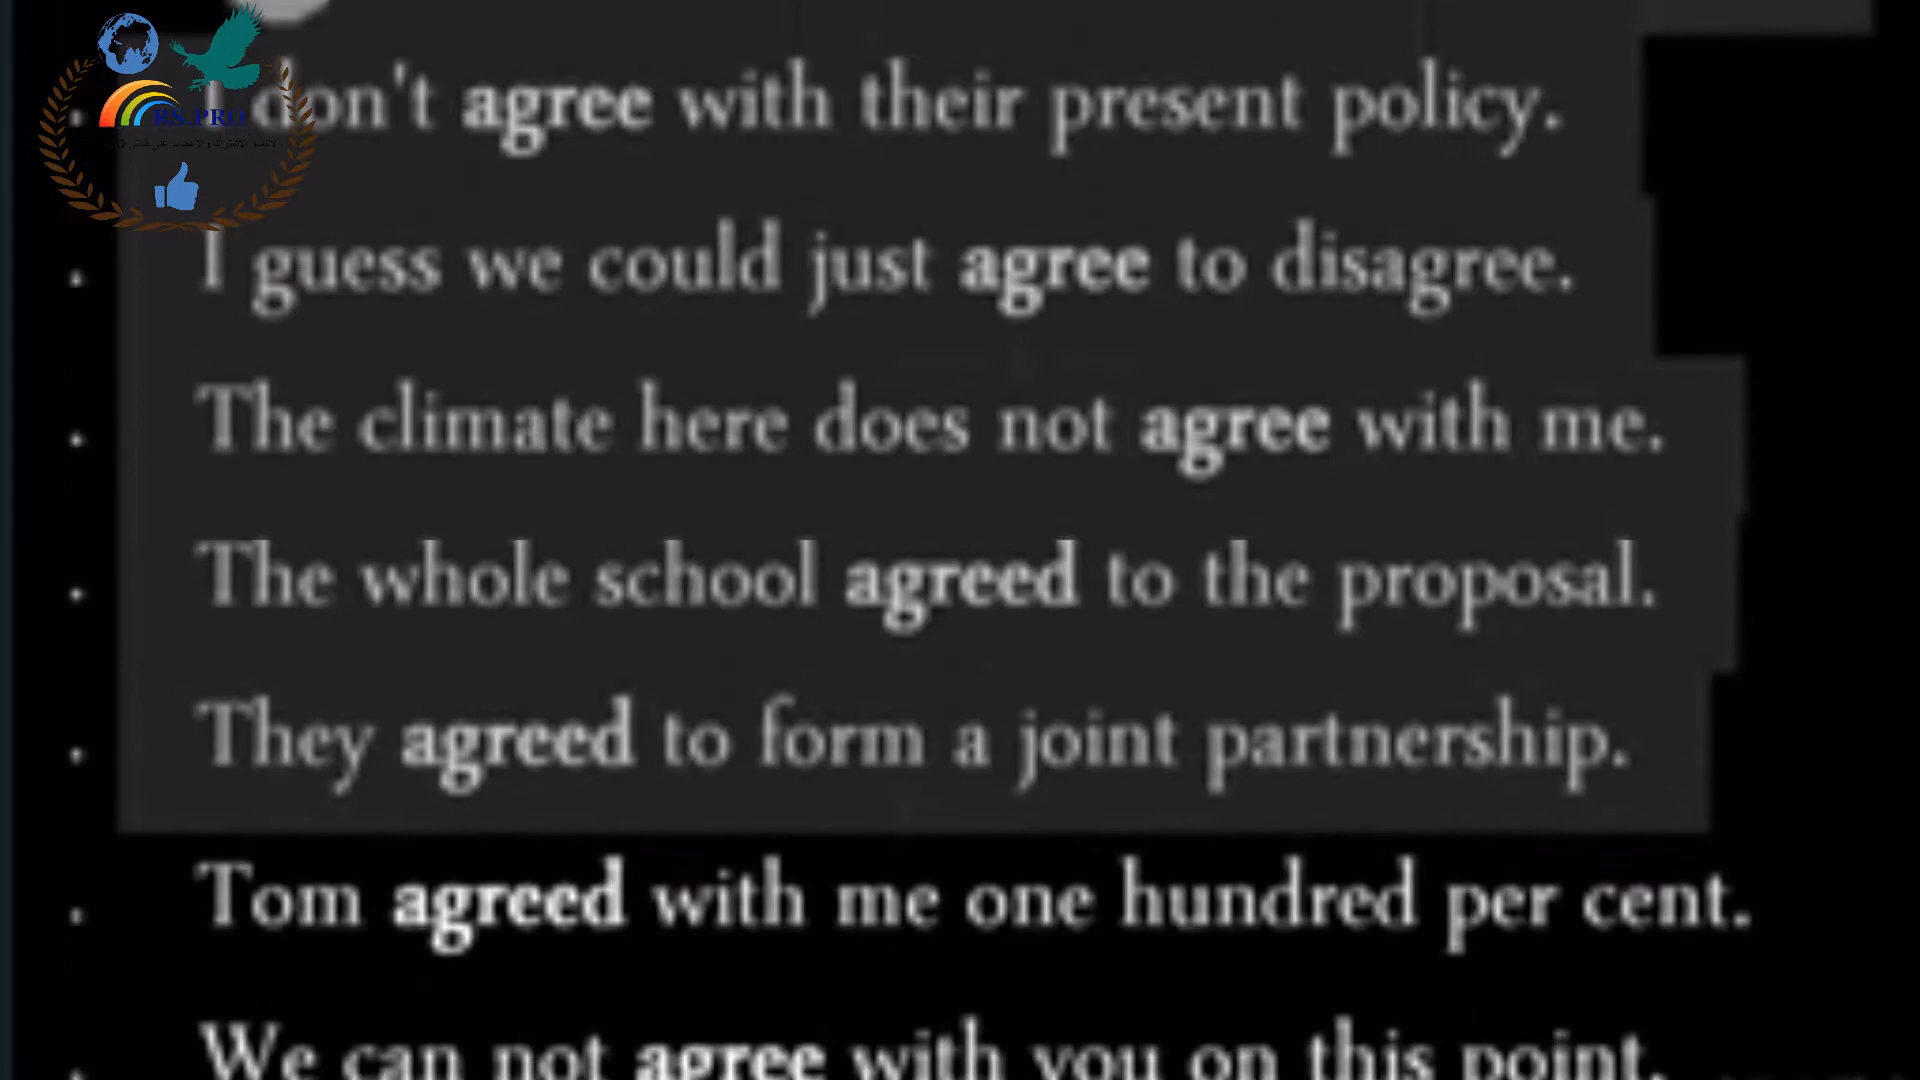 I don't agree with their present policy.
RS.PRO
I guess we could just agree to disagree.
The climate here does not agree with me.
The whole school agreed to the proposal.
They agreed to form a joint partnership.
Tom agreed with me one hundred per cent.
We can not agree with you on this point.